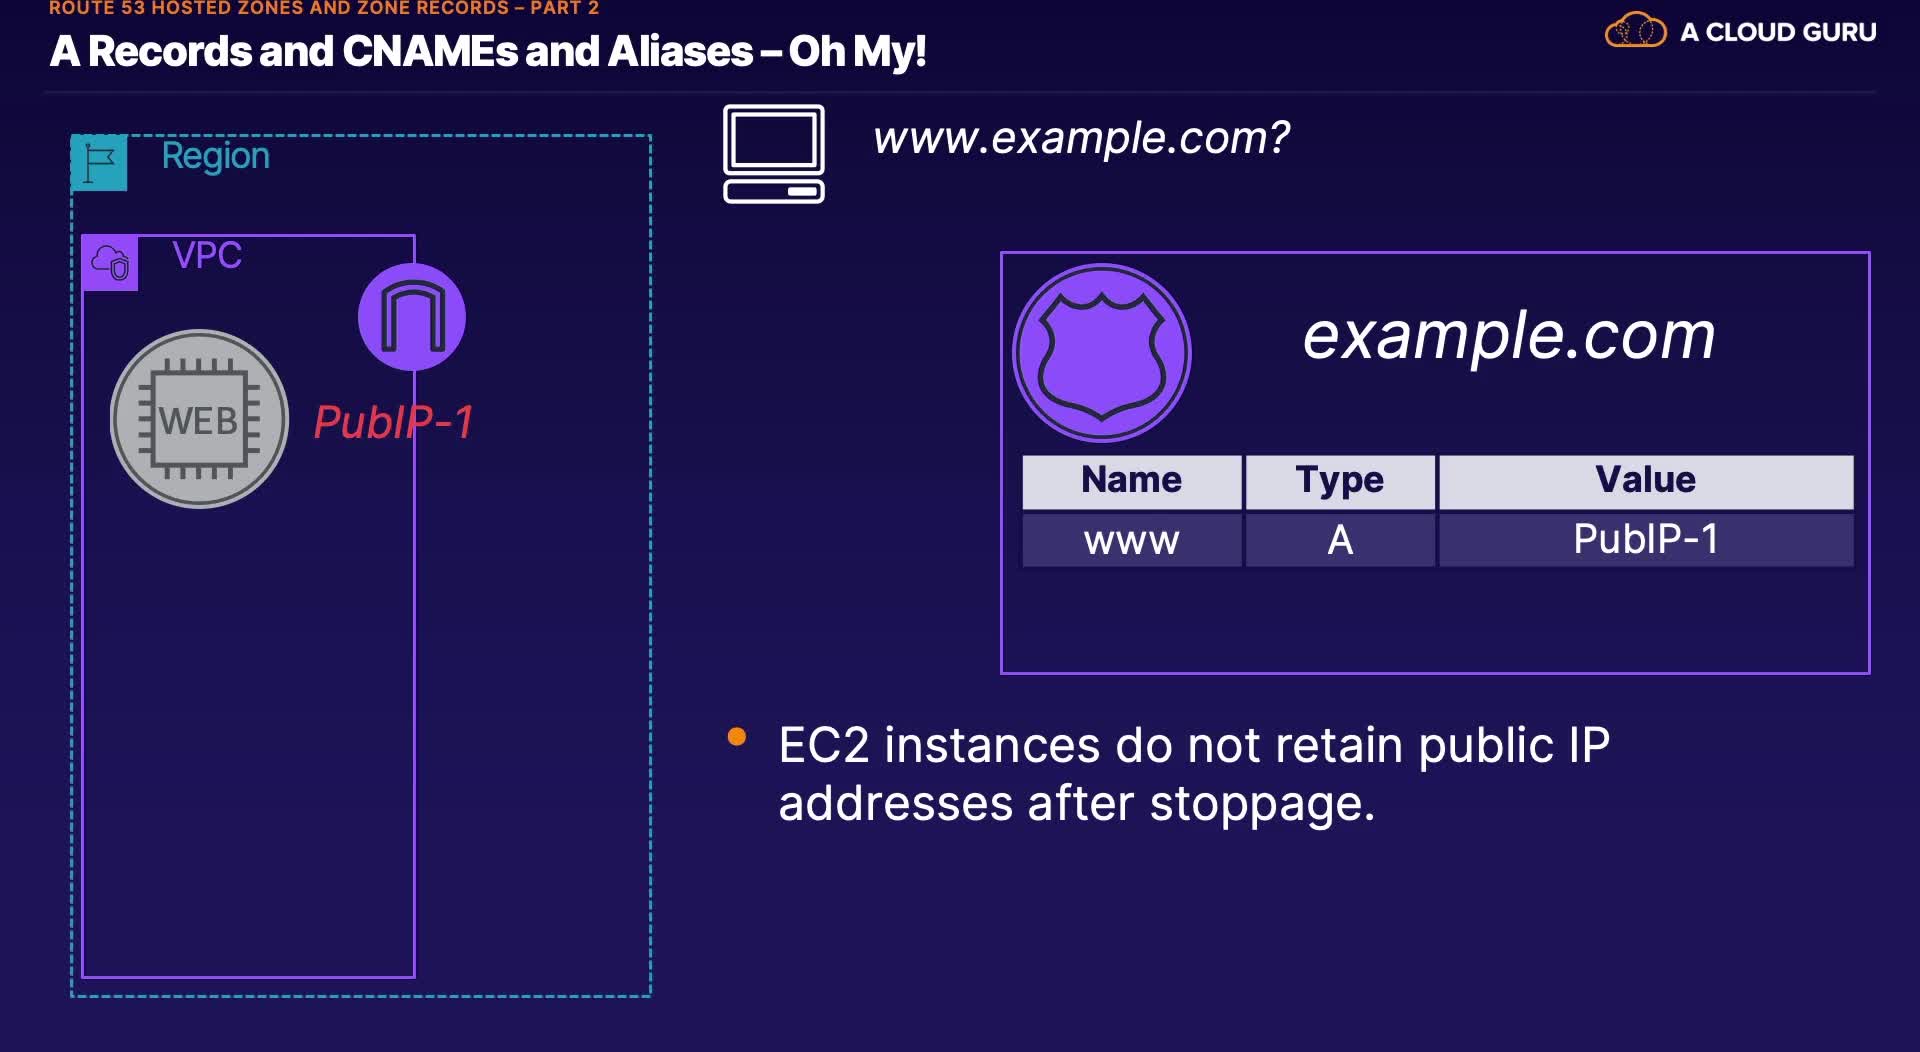 ROUTE 53 HOSTED ZONES AND ZONE RECORDS – PART 2
A Records and CNAMEs and Aliases – Oh My!
A CLOUD GURU
Region
VPC
WEB
PubIP-1
www.example.com?
example.com
Name Type Value
www A PubIP-1
EC2 instances do not retain public IP
addresses after stoppage.